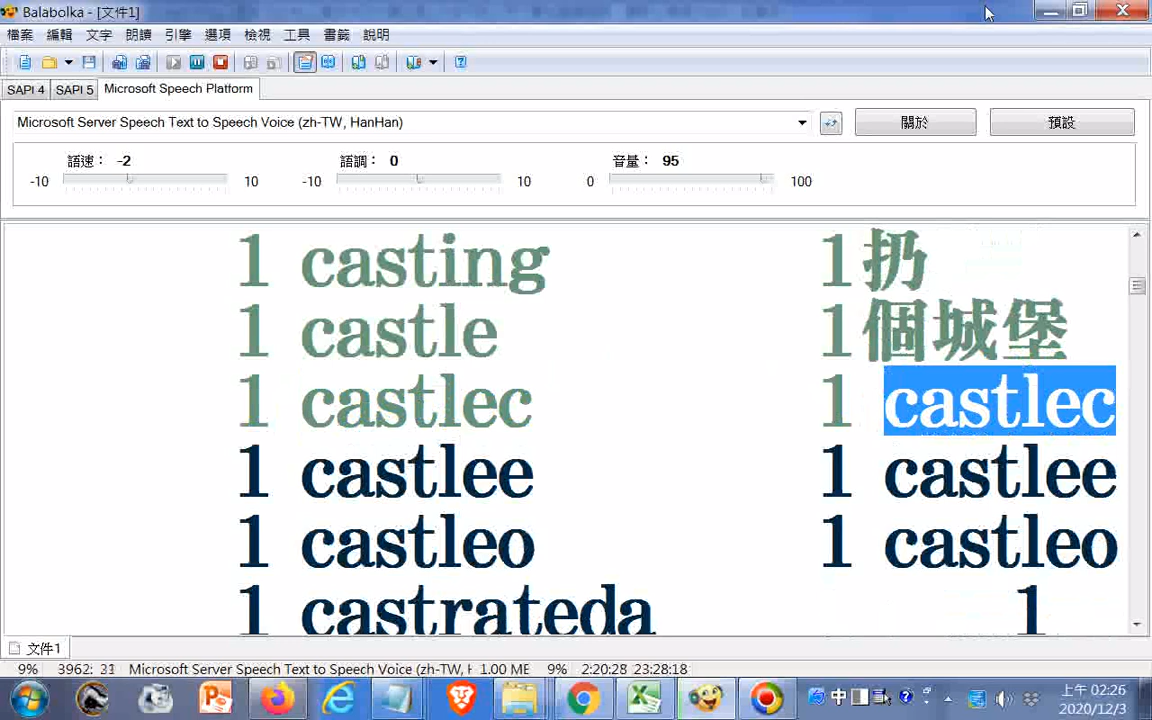 Balabolka - [文件1]
檔案 編輯 文字 朗讀 引擎 選項 檢視 工具 書籤 說明
SAPI 4 SAPI 5 Microsoft Speech Platform
Microsoft Server Speech Text to Speech Voice (zh-TW, HanHan) 關於 預設
語速： -2 語調： 0 音量： 95
-10 10 -10 10 0 100
1 casting 1扔
1 castle 1個城堡
1 castlec 1 castlec
1 castlee 1 castlee
1 castleo 1 castleo
1 castrateda 1
文件1
9% 3962: 31 Microsoft Server Speech Text to Speech Voice (zh-TW, H 1.00 ME 9% 2:20:28 23:28:18
中 上午 02:26
2020/12/3